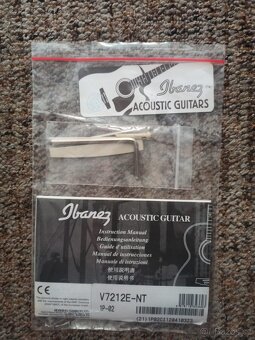 Ibanez
ACOUSTIC GUITARS
Ibanez ACOUSTIC GUITAR
Instruction Manual
Bedienungsanleitung
Guide d'utilisation
Manual de instrucciones
Manuale di istruzioni
使用說明書
使用说明书
CE
V7212E-NT
1P-02